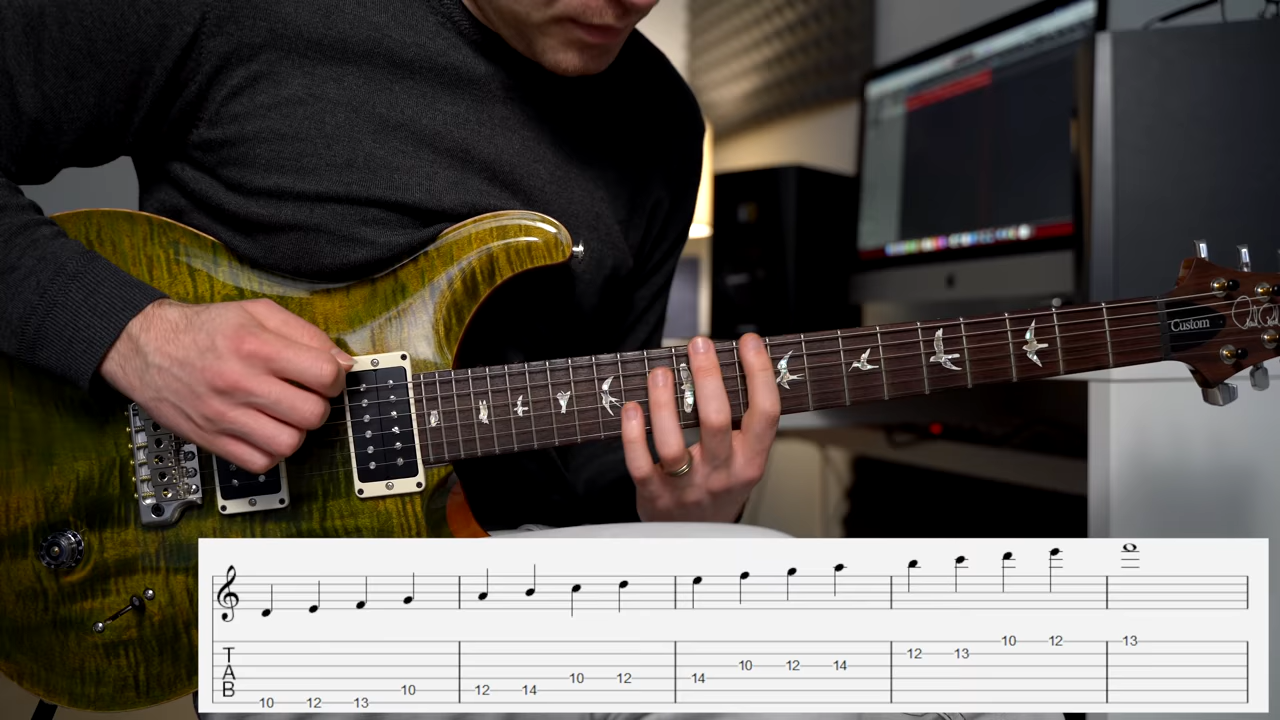 Custom
10 12 13
T 12 13
10 12 14
A 10 12 14
B 10 12 14
10 12 13